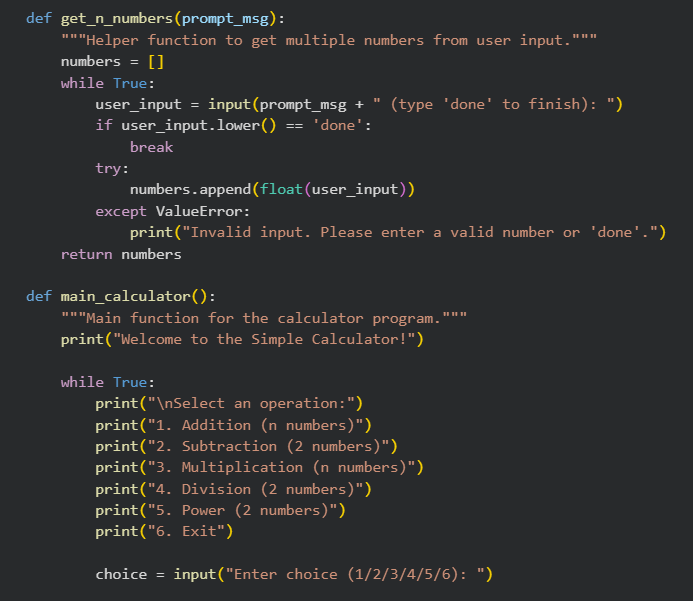 def get_n_numbers(prompt_msg):
    """Helper function to get multiple numbers from user input."""
    numbers = []
    while True:
        user_input = input(prompt_msg + " (type 'done' to finish): ")
        if user_input.lower() == 'done':
            break
        try:
            numbers.append(float(user_input))
        except ValueError:
            print("Invalid input. Please enter a valid number or 'done'.")
    return numbers

def main_calculator():
    """Main function for the calculator program."""
    print("Welcome to the Simple Calculator!")

    while True:
        print("\nSelect an operation:")
        print("1. Addition (n numbers)")
        print("2. Subtraction (2 numbers)")
        print("3. Multiplication (n numbers)")
        print("4. Division (2 numbers)")
        print("5. Power (2 numbers)")
        print("6. Exit")

        choice = input("Enter choice (1/2/3/4/5/6): ")